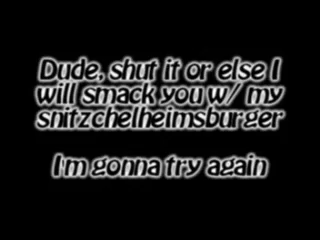 Dude, shut it or else I
will smack you w/ my
snitzchelheimsburger
I'm gonna try again